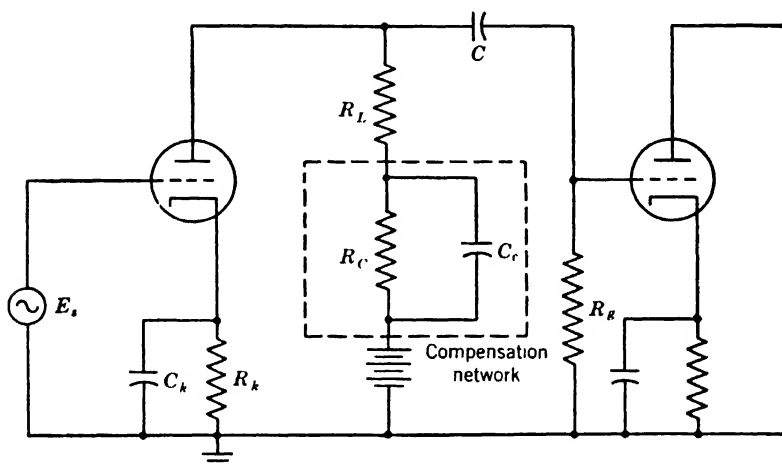 C
R_L
R_C
C_c
E_s
R_g
Compensation
network
C_k
R_k